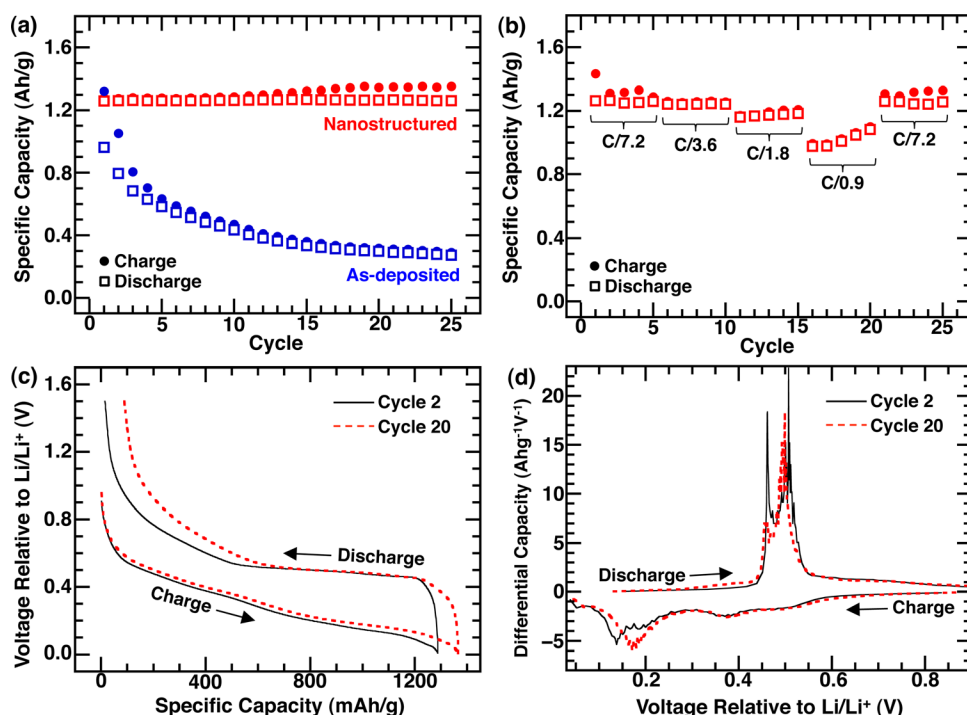 (a)
Specific Capacity (Ah/g)
1.6
1.2
0.8
0.4
0.0
Nanostructured
Charge
Discharge
As-deposited
0 5 10 15 20 25
Cycle
(b)
Specific Capacity (Ah/g)
1.6
1.2
0.8
0.4
0.0
C/7.2
C/3.6
C/1.8
C/0.9
C/7.2
Charge
Discharge
0 5 10 15 20 25
Cycle
(c)
Voltage Relative to Li/Li⁺ (V)
1.6
1.2
0.8
0.4
0.0
Cycle 2
Cycle 20
Discharge
Charge
0 400 800 1200
Specific Capacity (mAh/g)
(d)
Differential Capacity (Ahg⁻¹V⁻¹)
20
15
10
5
0
−5
Cycle 2
Cycle 20
Discharge
Charge
0.2 0.4 0.6 0.8
Voltage Relative to Li/Li⁺ (V)